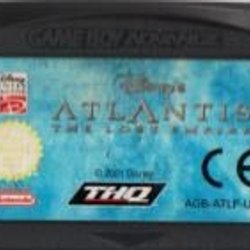 GAME BOY ADVANCE
Disney's
ATLANTIS
THE LOST EMPIRE
© 2001 Disney
THQ
CE
AGB-ATLP-U